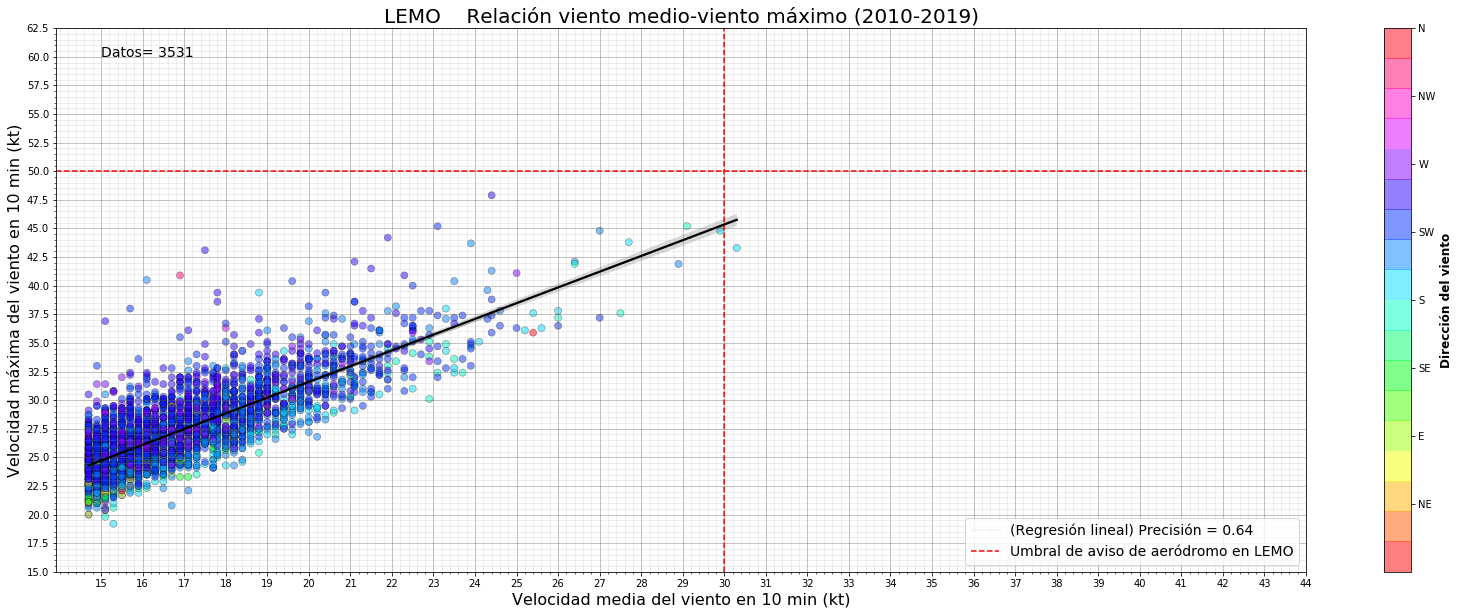 LEMO    Relación viento medio-viento máximo (2010-2019)
Datos= 3531
Velocidad máxima del viento en 10 min (kt)
62.5
60.0
57.5
55.0
52.5
50.0
47.5
45.0
42.5
40.0
37.5
35.0
32.5
30.0
27.5
25.0
22.5
20.0
17.5
15.0
15 16 17 18 19 20 21 22 23 24 25 26 27 28 29 30 31 32 33 34 35 36 37 38 39 40 41 42 43 44
Velocidad media del viento en 10 min (kt)
(Regresión lineal) Precisión = 0.64
Umbral de aviso de aeródromo en LEMO
N
NW
W
SW
S
SE
E
NE
Dirección del viento